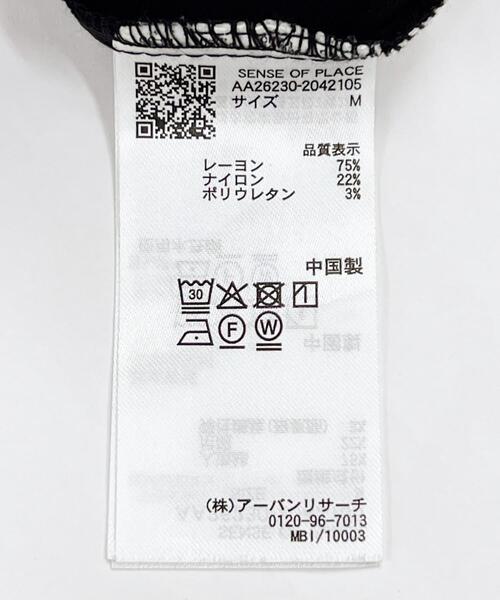 SENSE OF PLACE
AA26230-2042105
サイズ M
品質表示
レーヨン 75%
ナイロン 22%
ポリウレタン 3%
中国製
30
F W
(株)アーバンリサーチ
0120-96-7013
MBI/10003